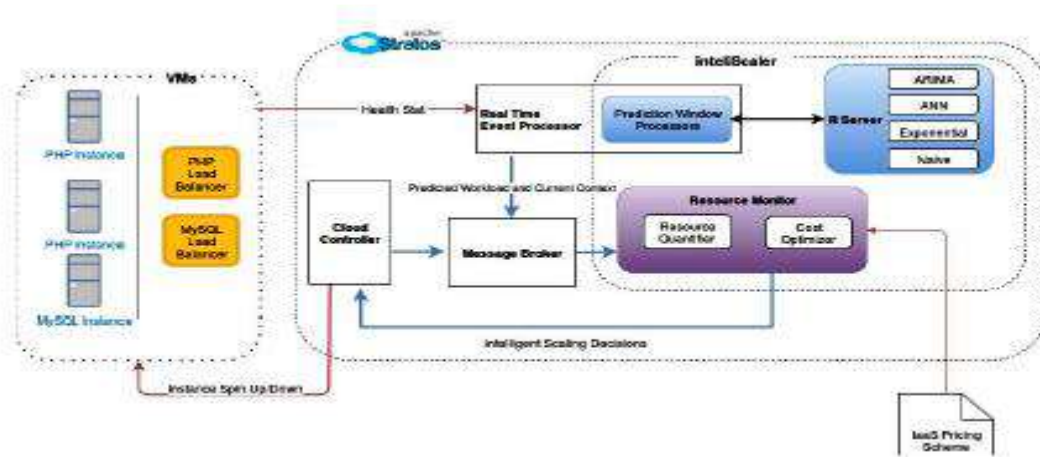 apache
Stratos
VMs
PHP Instance
PHP Instance
MySQL Instance
PHP
Load
Balancer
MySQL
Load
Balancer
Health Stat
inteliScaler
Real Time
Event Processor
Prediction Window
Processors
R Server
ARIMA
ANN
Exponential
Naive
Predicted Workload and Current Context
Cloud
Controller
Message Broker
Resource Monitor
Resource
Quantifier
Cost
Optimizer
Intelligent Scaling Decisions
Instance Spin Up/Down
IaaS Pricing
Scheme